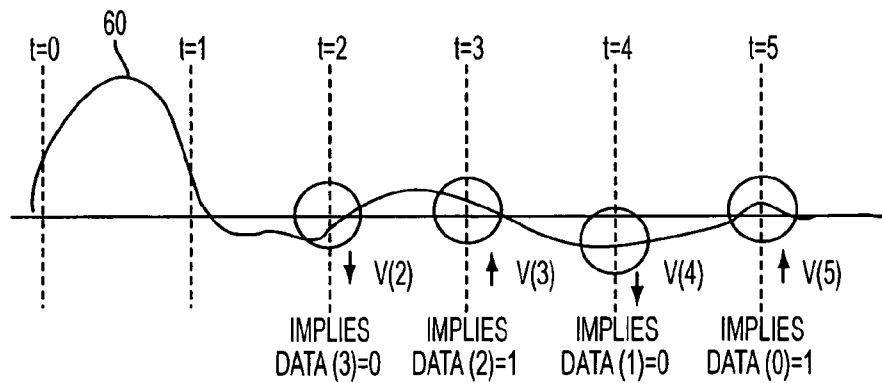 60
t=0 t=1 t=2 t=3 t=4 t=5
V(2) V(3) V(4) V(5)
IMPLIES IMPLIES IMPLIES IMPLIES
DATA (3)=0 DATA (2)=1 DATA (1)=0 DATA (0)=1